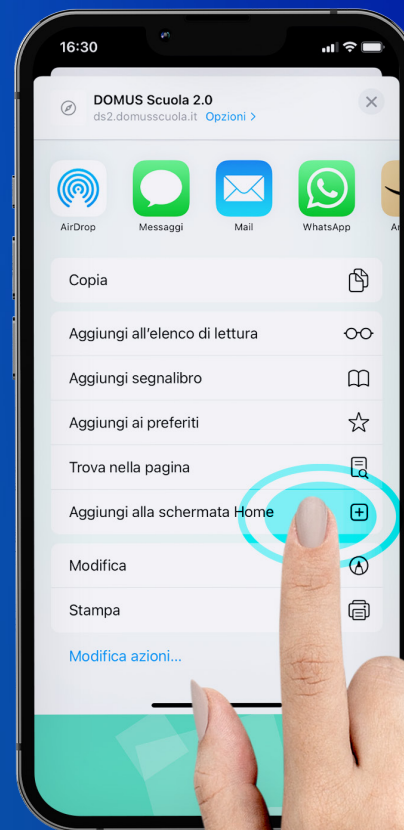 16:30
DOMUS Scuola 2.0
ds2.domusscuola.it Opzioni >
AirDrop Messaggi Mail WhatsApp
Copia
Aggiungi all'elenco di lettura
Aggiungi segnalibro
Aggiungi ai preferiti
Trova nella pagina
Aggiungi alla schermata Home
Modifica
Stampa
Modifica azioni...